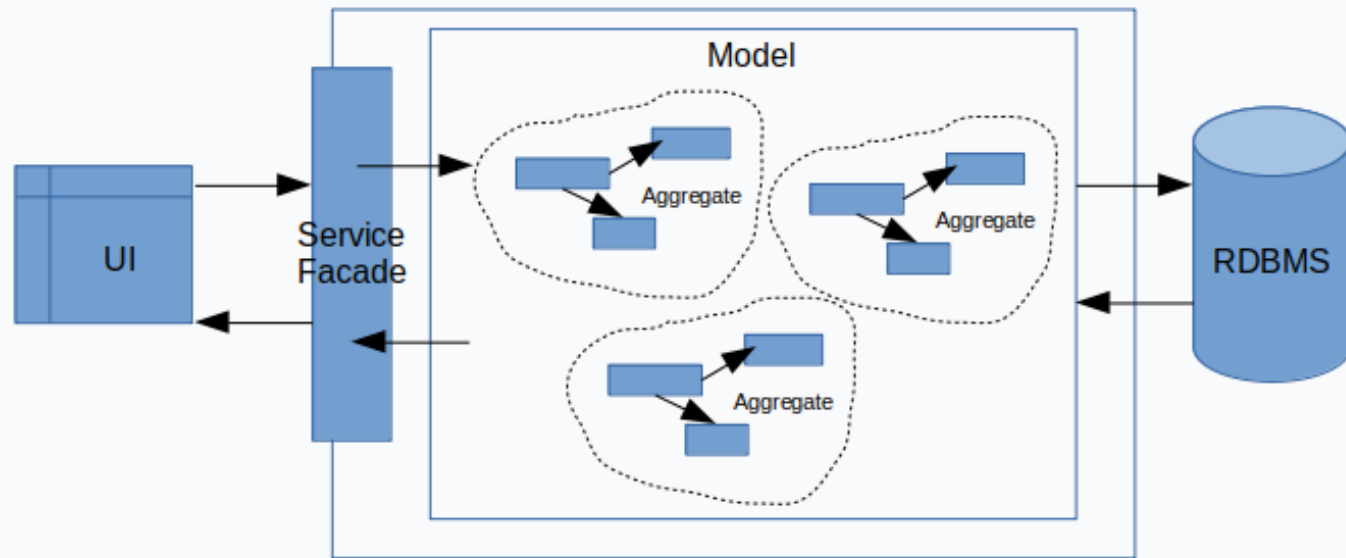 Model
Aggregate
Aggregate
Service
Facade
UI
RDBMS
Aggregate